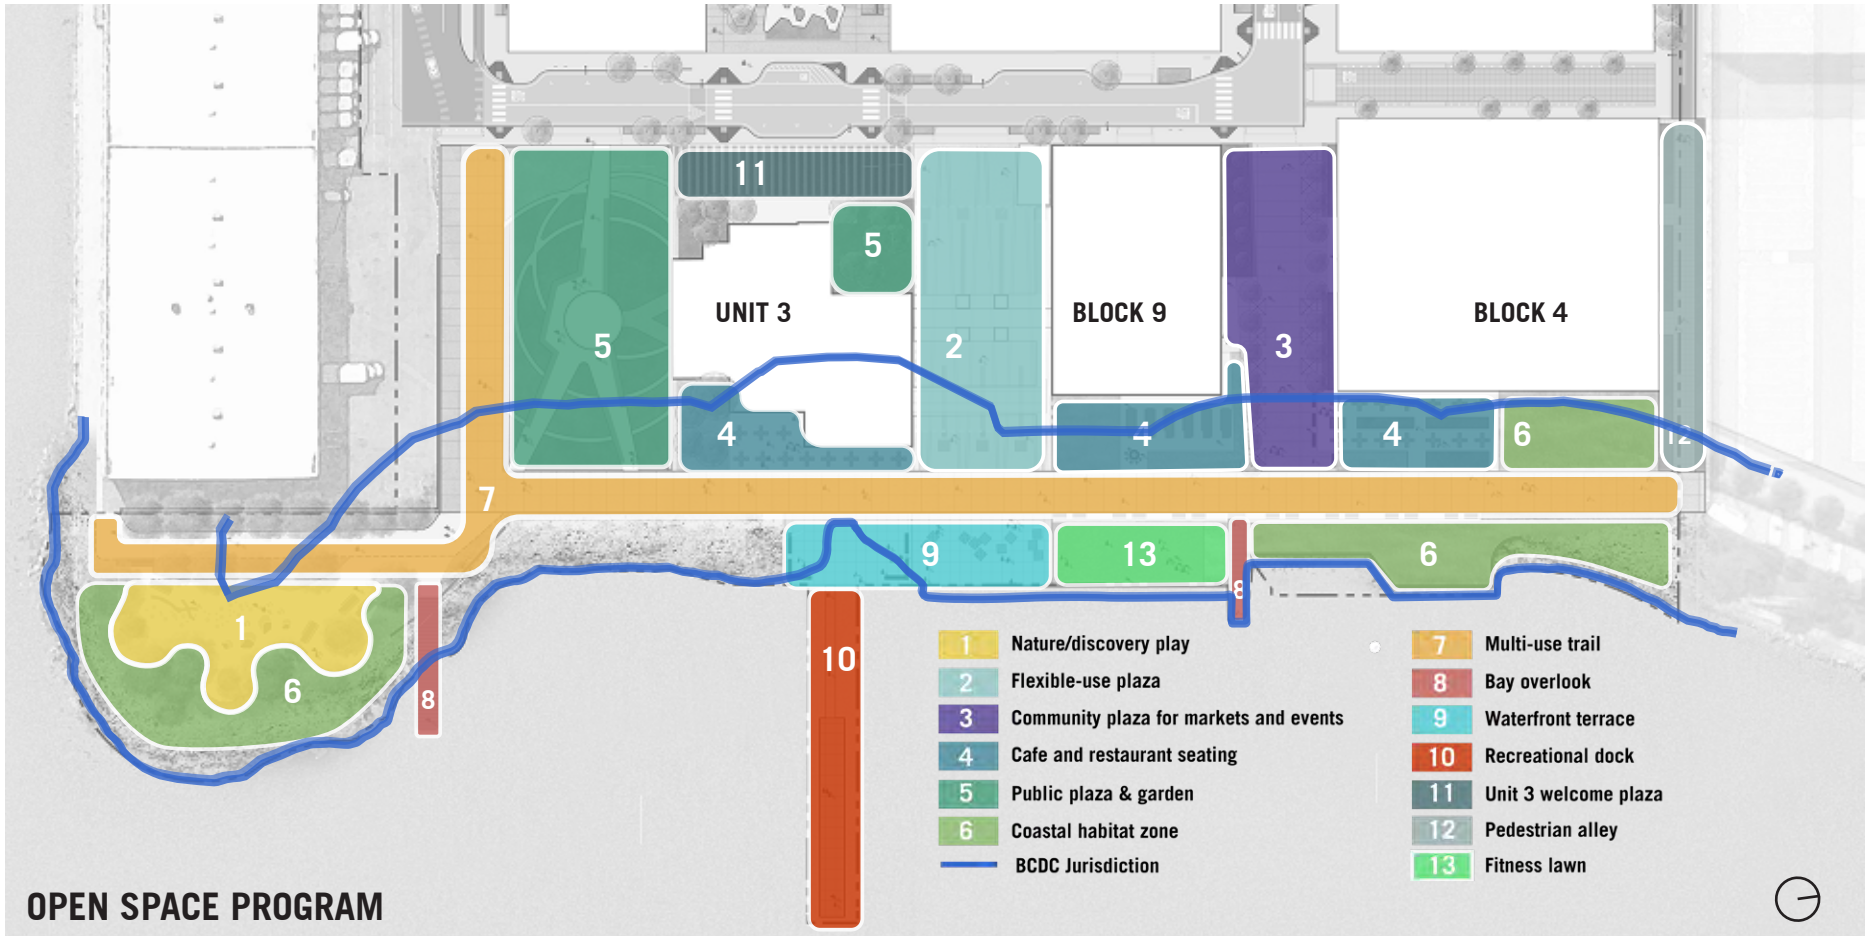 11
5
UNIT 3
BLOCK 9
BLOCK 4
5
2
3
4
4
4
6
12
7
9
13
6
8
1
6
8
10
1 Nature/discovery play
2 Flexible-use plaza
3 Community plaza for markets and events
4 Cafe and restaurant seating
5 Public plaza & garden
6 Coastal habitat zone
BCDC Jurisdiction
7 Multi-use trail
8 Bay overlook
9 Waterfront terrace
10 Recreational dock
11 Unit 3 welcome plaza
12 Pedestrian alley
13 Fitness lawn
OPEN SPACE PROGRAM